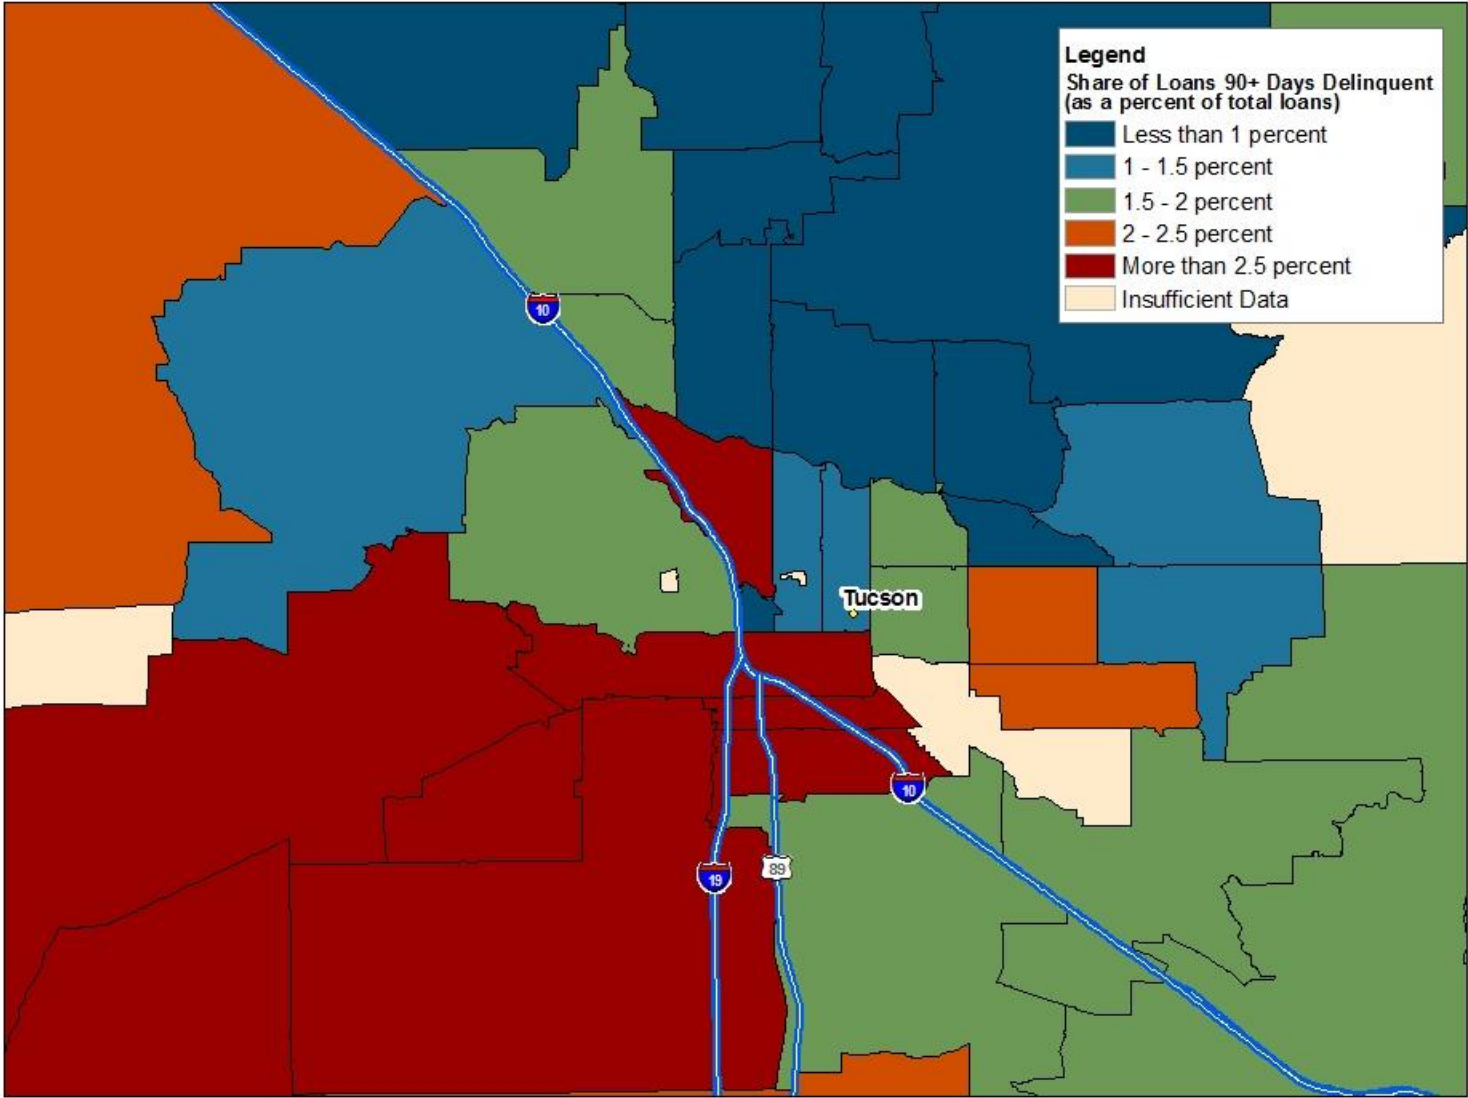 Legend
Share of Loans 90+ Days Delinquent
(as a percent of total loans)
Less than 1 percent
1 - 1.5 percent
1.5 - 2 percent
2 - 2.5 percent
More than 2.5 percent
Insufficient Data
10
Tucson
10
19
89